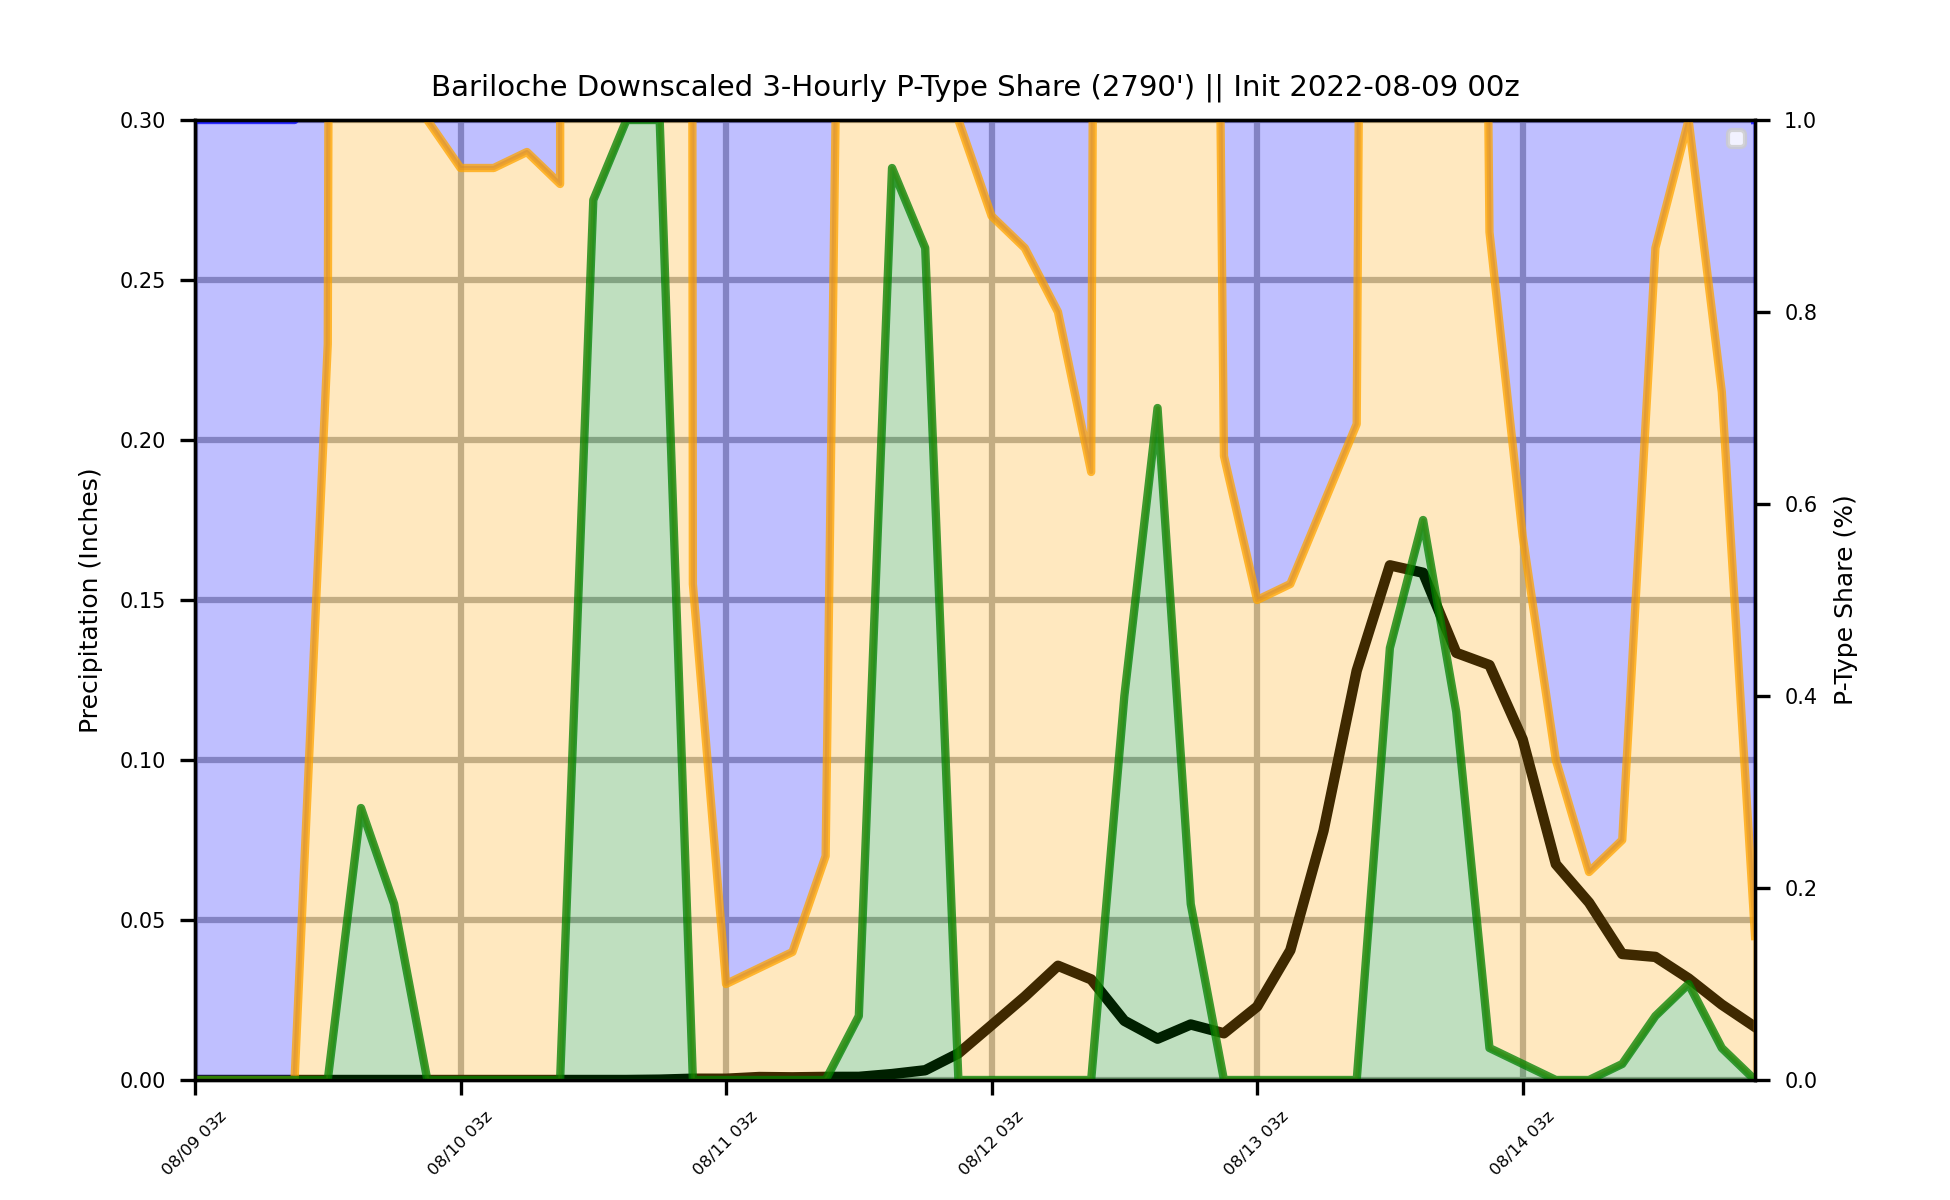 Bariloche Downscaled 3-Hourly P-Type Share (2790') || Init 2022-08-09 00z
0.30
0.25
0.20
0.15
0.10
0.05
0.00
Precipitation (Inches)
1.0
0.8
0.6
0.4
0.2
0.0
P-Type Share (%)
08/09 03z
08/10 03z
08/11 03z
08/12 03z
08/13 03z
08/14 03z